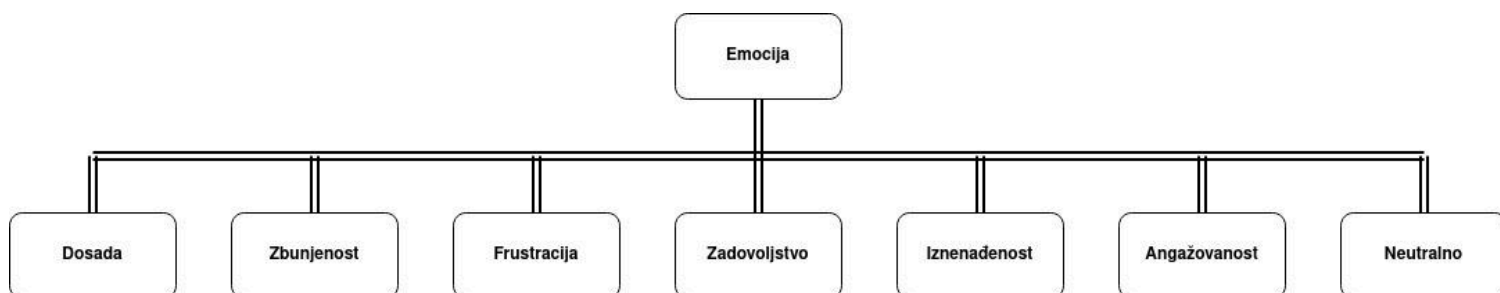 Emocija
Dosada
Zbunjenost
Frustracija
Zadovoljstvo
Iznenađenost
Angažovanost
Neutralno